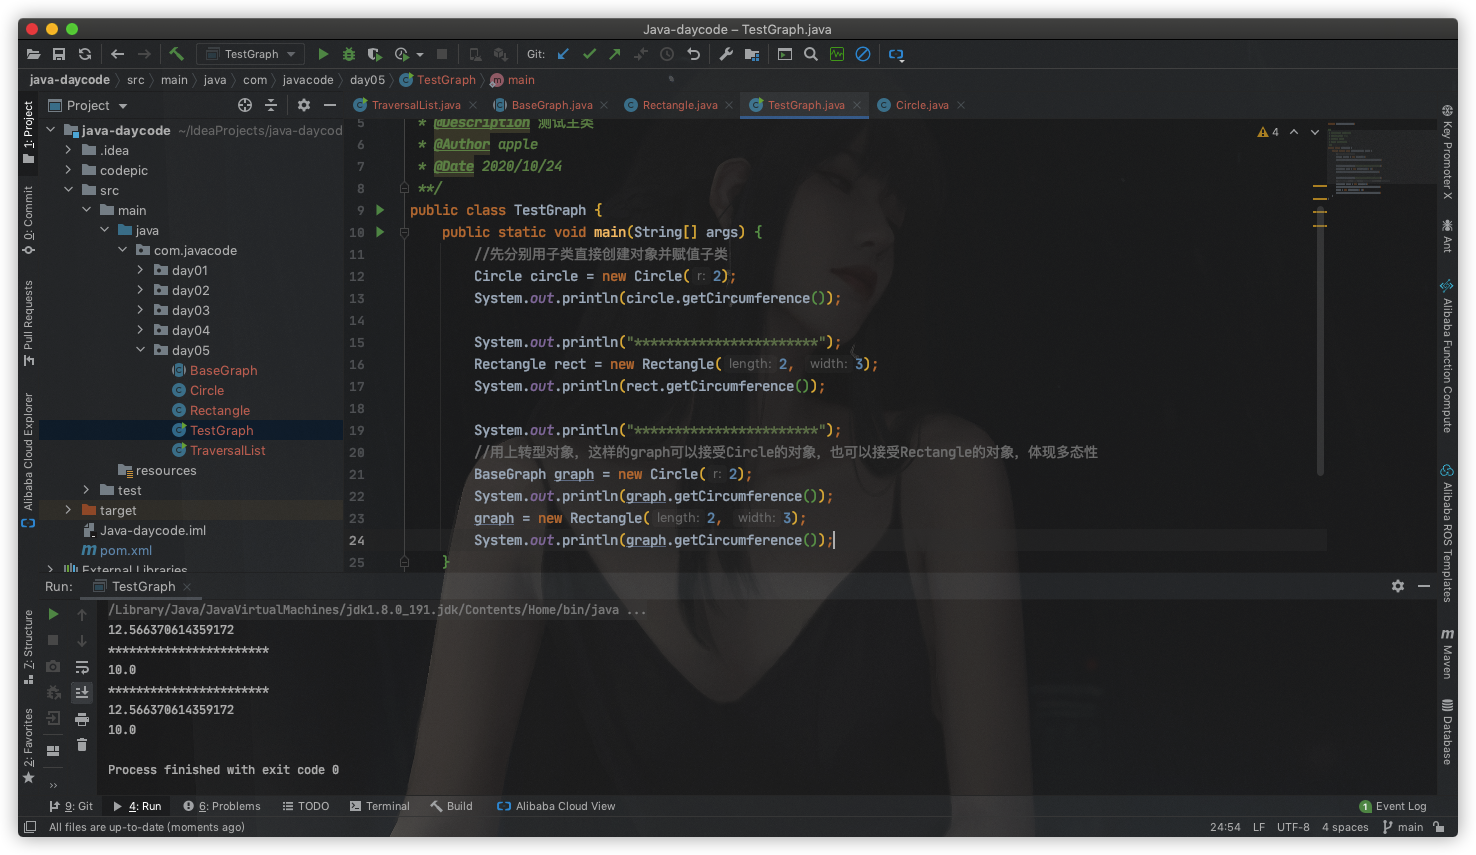 Java-daycode – TestGraph.java
TestGraph
Git:
java-daycode src main java com javacode day05 TestGraph main
Project
TraversalList.java BaseGraph.java Rectangle.java TestGraph.java Circle.java
1: Project
0: Commit
Pull Requests
Alibaba Cloud Explorer
7: Structure
2: Favorites
java-daycode ~/IdeaProjects/java-daycod
.idea
codepic
src
main
java
com.javacode
day01
day02
day03
day04
day05
BaseGraph
Circle
Rectangle
TestGraph
TraversalList
resources
test
target
Java-daycode.iml
pom.xml
External Libraries
5 * @Description 测试主类
6 * @Author apple
7 * @Date 2020/10/24
8 **/
9 public class TestGraph {
10 public static void main(String[] args) {
11 //先分别用子类直接创建对象并赋值子类
12 Circle circle = new Circle( r: 2);
13 System.out.println(circle.getCircumference());
14
15 System.out.println("***********************");
16 Rectangle rect = new Rectangle( length: 2, width: 3);
17 System.out.println(rect.getCircumference());
18
19 System.out.println("***********************");
20 //用上转型对象，这样的graph可以接受Circle的对象，也可以接受Rectangle的对象，体现多态性
21 BaseGraph graph = new Circle( r: 2);
22 System.out.println(graph.getCircumference());
23 graph = new Rectangle( length: 2, width: 3);
24 System.out.println(graph.getCircumference());
25 }
4
Key Promoter X
Ant
Alibaba Function Compute
Alibaba ROS Templates
Maven
Database
Run: TestGraph
/Library/Java/JavaVirtualMachines/jdk1.8.0_191.jdk/Contents/Home/bin/java ...
12.566370614359172
***********************
10.0
***********************
12.566370614359172
10.0
Process finished with exit code 0
9: Git 4: Run 6: Problems TODO Terminal Build Alibaba Cloud View 1 Event Log
All files are up-to-date (moments ago) 24:54 LF UTF-8 4 spaces main